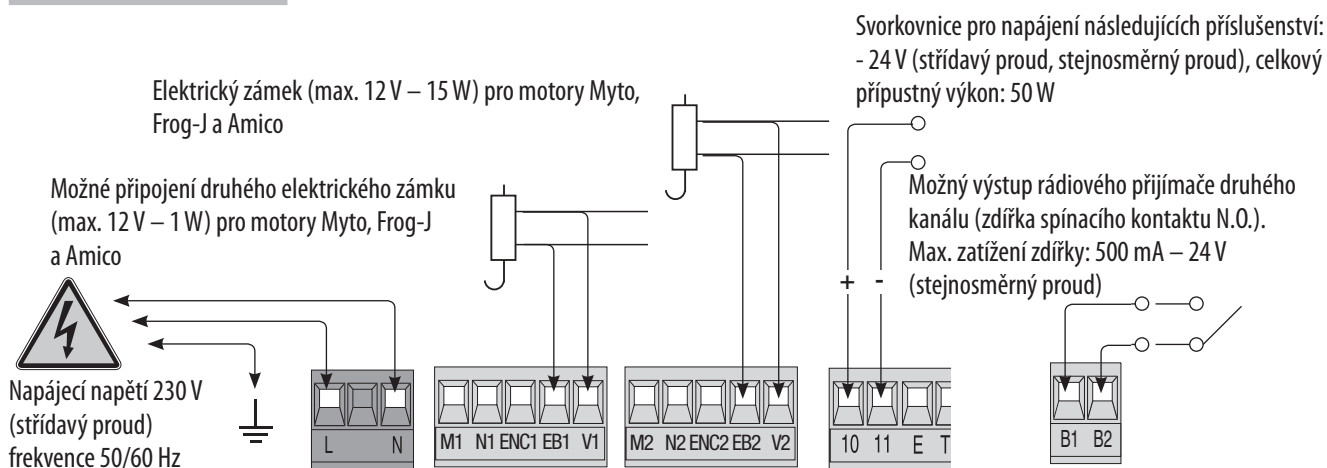 Svorkovnice pro napájení následujících příslušenství:
- 24 V (střídavý proud, stejnosměrný proud), celkový
přípustný výkon: 50 W
Elektrický zámek (max. 12 V – 15 W) pro motory Myto,
Frog-J a Amico
Možné připojení druhého elektrického zámku
(max. 12 V – 1 W) pro motory Myto, Frog-J
a Amico
Možný výstup rádiového přijímače druhého
kanálu (zdířka spínacího kontaktu N.O.).
Max. zatížení zdířky: 500 mA – 24 V
(stejnosměrný proud)
+ -
Napájecí napětí 230 V
(střídavý proud)
frekvence 50/60 Hz
L N
M1 N1 ENC1 EB1 V1
M2 N2 ENC2 EB2 V2
10 11 E T
B1 B2